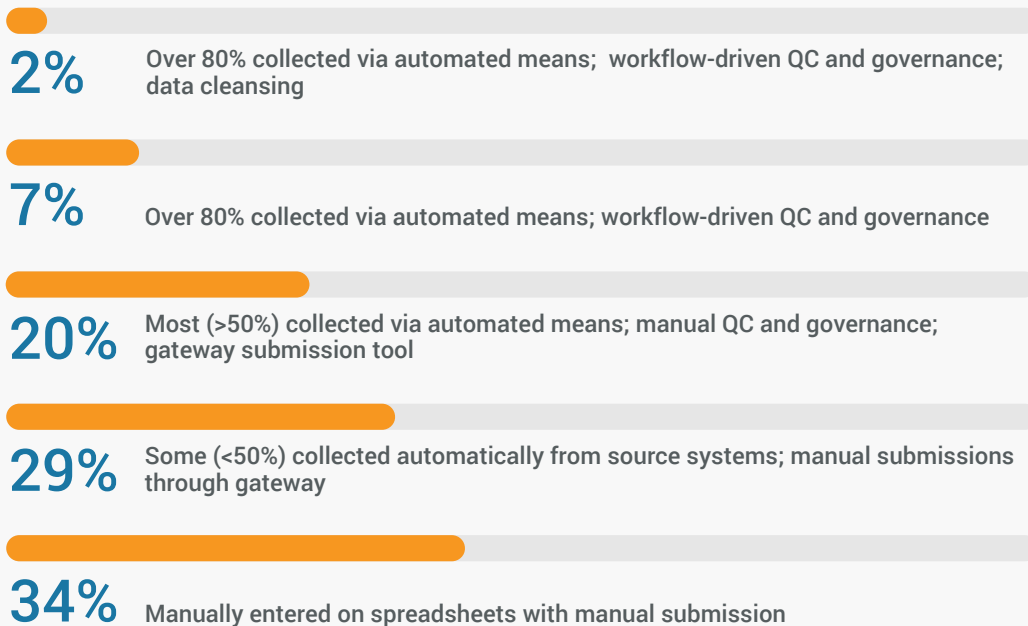 2%
Over 80% collected via automated means;  workflow-driven QC and governance;
data cleansing
7%
Over 80% collected via automated means; workflow-driven QC and governance
20%
Most (>50%) collected via automated means; manual QC and governance;
gateway submission tool
29%
Some (<50%) collected automatically from source systems; manual submissions
through gateway
34%
Manually entered on spreadsheets with manual submission